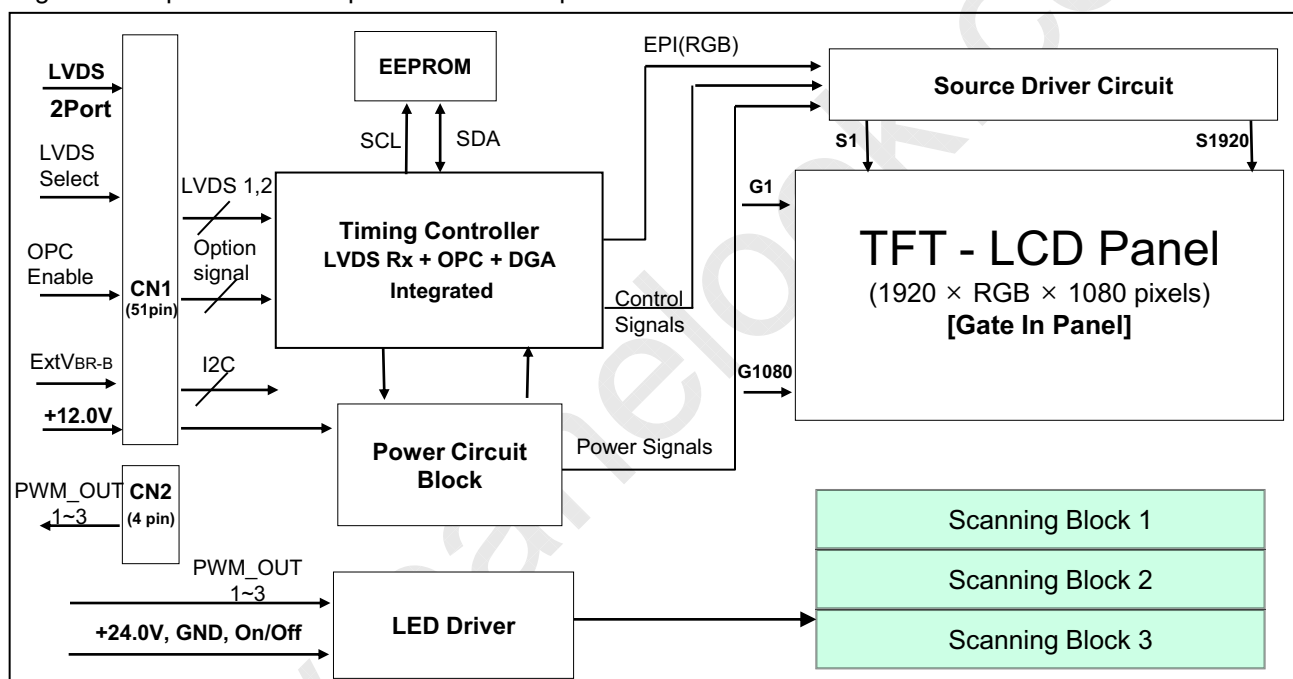 EPI(RGB)
LVDS
2Port
LVDS
Select
OPC
Enable
ExtVBR-B
+12.0V
CN1
(51pin)
LVDS 1,2
Option
signal
I2C
EEPROM
SCL
SDA
Timing Controller
LVDS Rx + OPC + DGA
Integrated
Control
Signals
Power Circuit
Block
Power Signals
Source Driver Circuit
S1
S1920
G1
G1080
TFT - LCD Panel
(1920 × RGB × 1080 pixels)
[Gate In Panel]
PWM_OUT
1~3
CN2
(4 pin)
PWM_OUT
1~3
+24.0V, GND, On/Off
LED Driver
Scanning Block 1
Scanning Block 2
Scanning Block 3